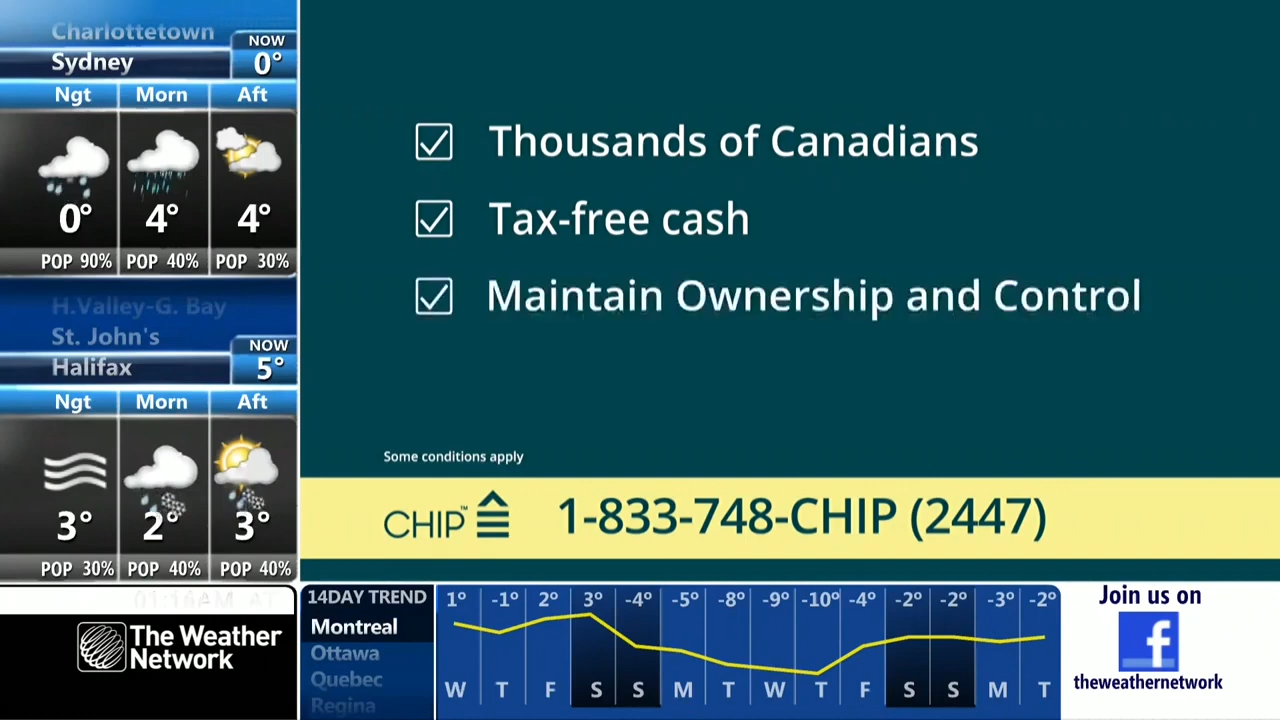 Charlottetown
Sydney
NOW
0°
Ngt Morn Aft
0° 4° 4°
POP 90% POP 40% POP 30%
H.Valley-G. Bay
St. John's
Halifax
NOW
5°
Ngt Morn Aft
3° 2° 3°
POP 30% POP 40% POP 40%
The Weather
Network
Thousands of Canadians
Tax-free cash
Maintain Ownership and Control
Some conditions apply
CHIP™ 1-833-748-CHIP (2447)
14DAY TREND
Montreal
Ottawa
Quebec
Regina
1° -1° 2° 3° -4° -5° -8° -9° -10° -4° -2° -2° -3° -2°
W T F S S M T W T F S S M T
Join us on
f
theweathernetwork